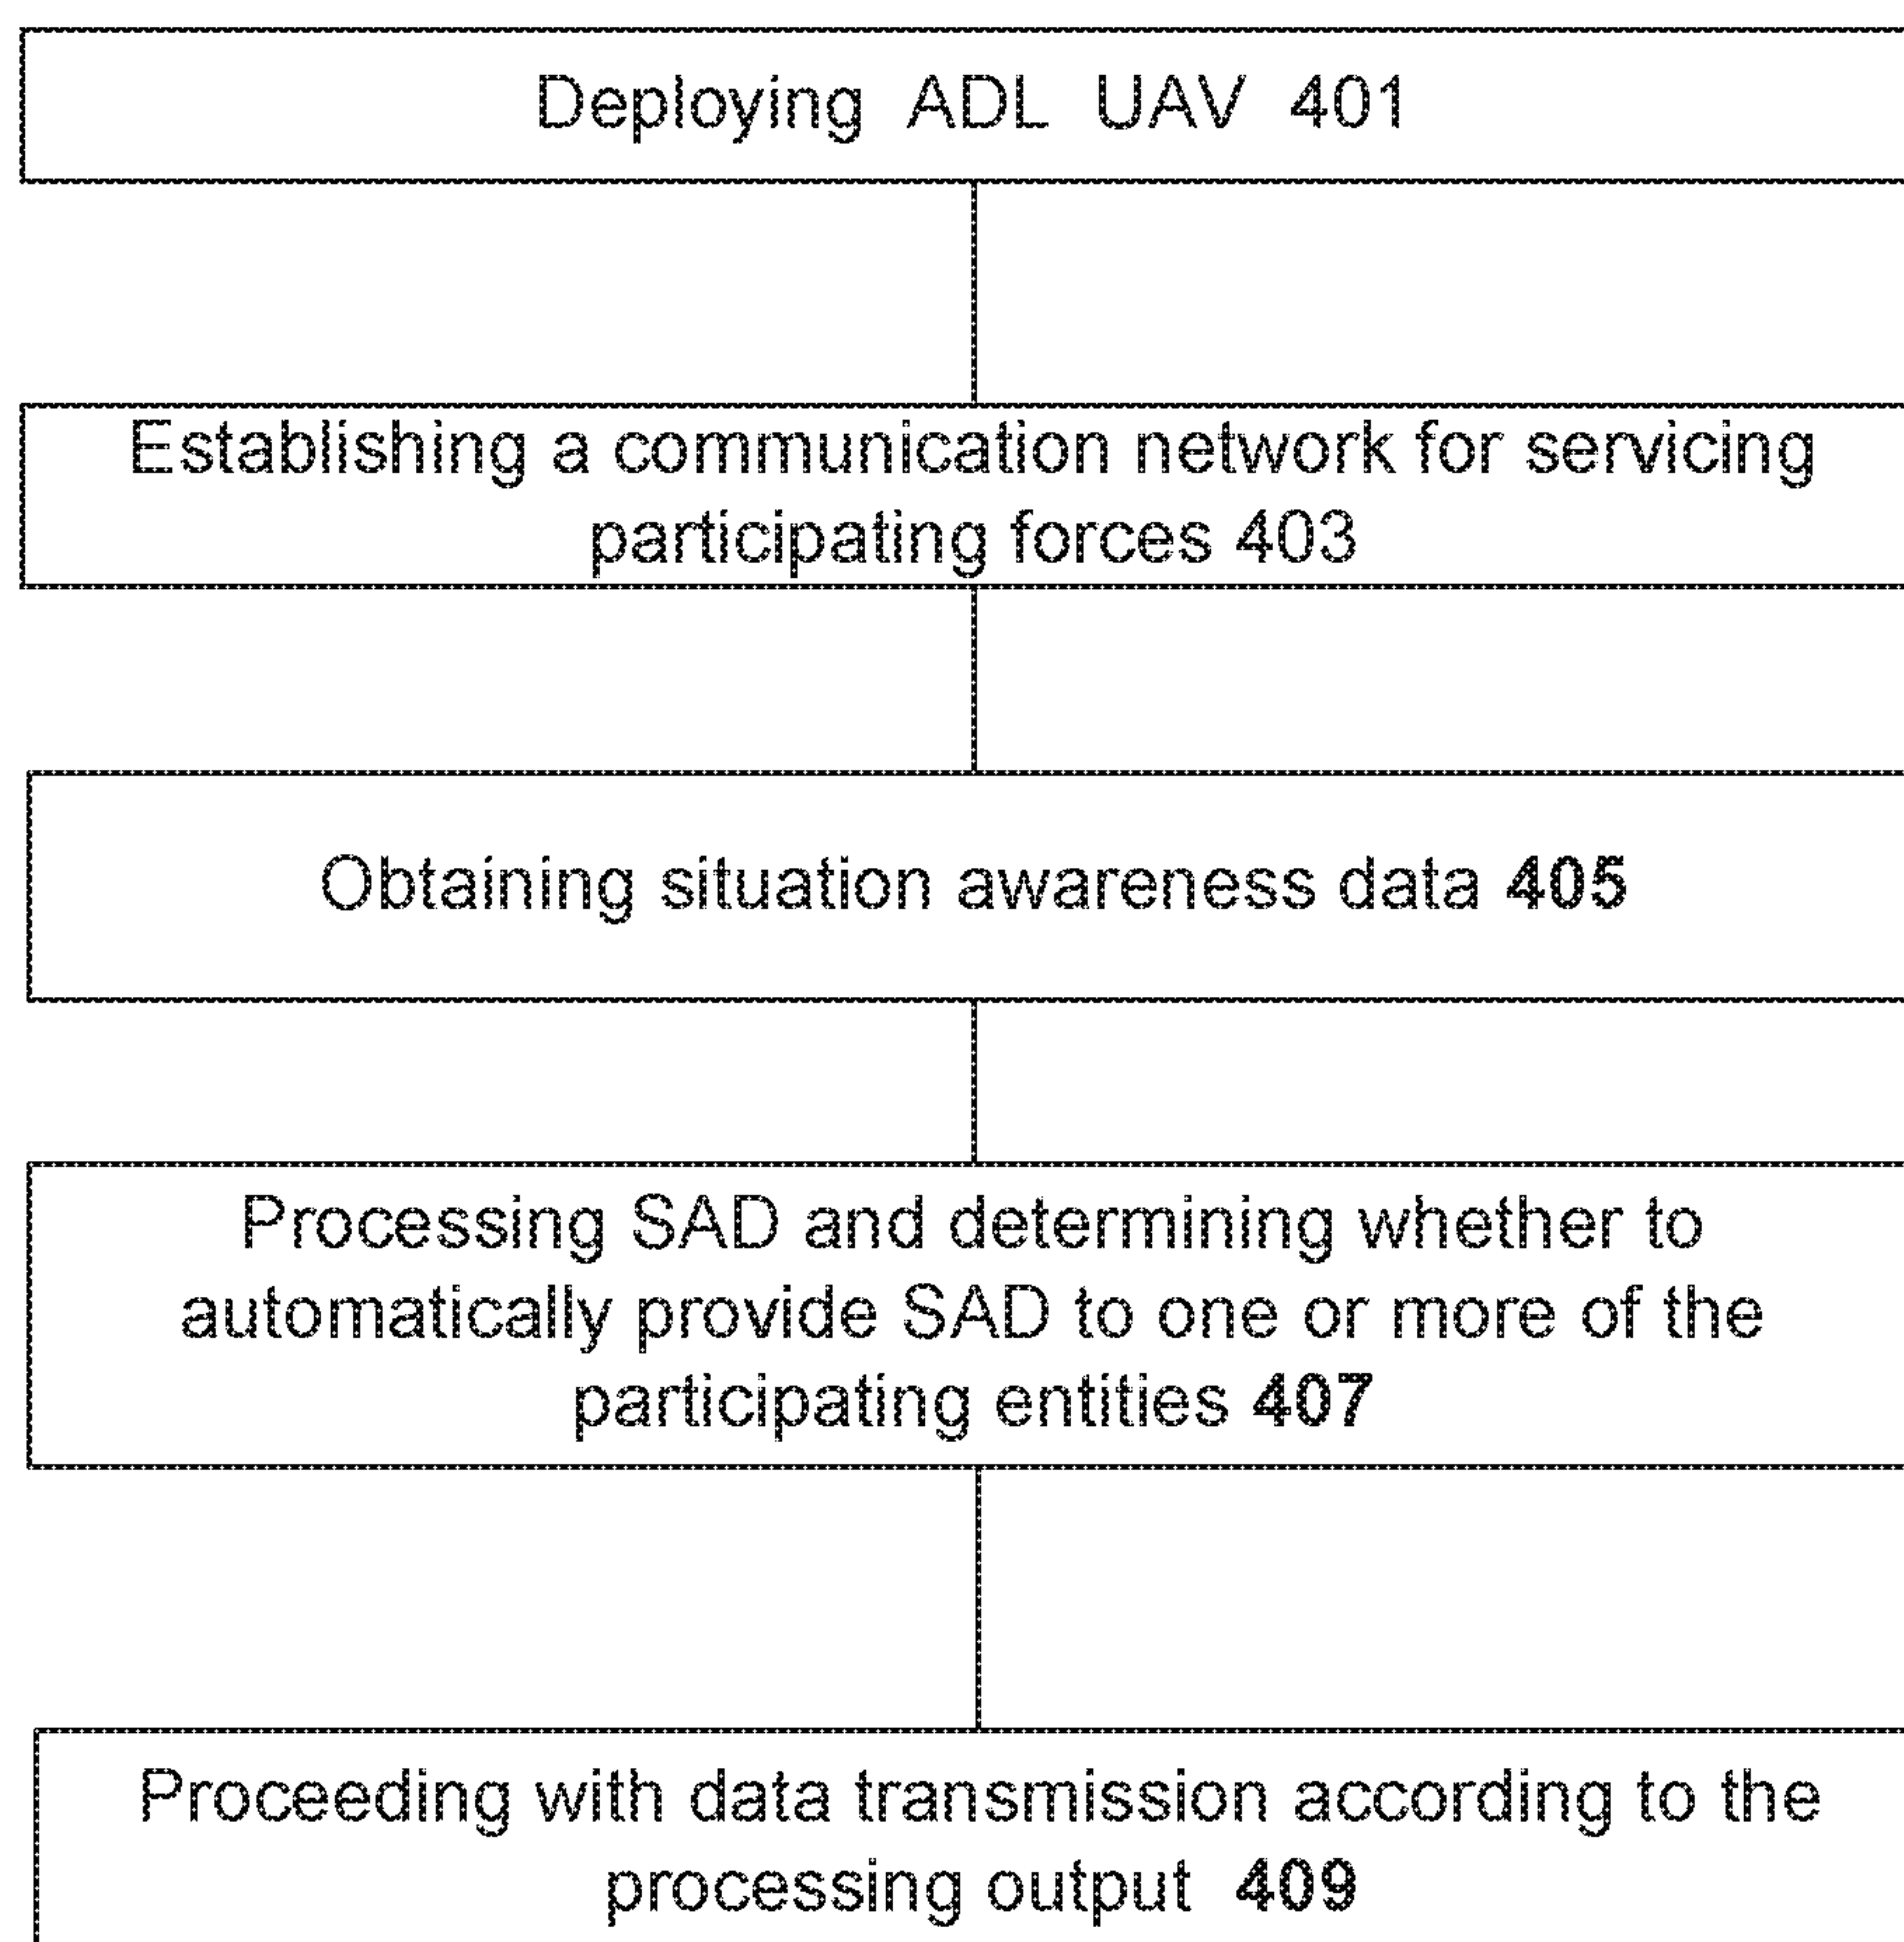 Deploying ADL UAV 401
Establishing a communication network for servicing
participating forces 403
Obtaining situation awareness data 405
Processing SAD and determining whether to
automatically provide SAD to one or more of the
participating entities 407
Proceeding with data transmission according to the
processing output 409